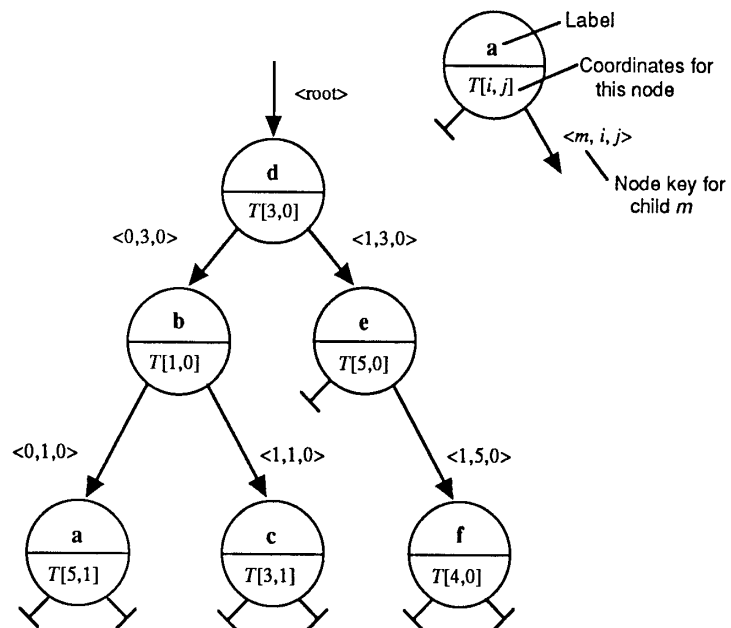 a
T[i, j]
Label
Coordinates for
this node
<m, i, j>
Node key for
child m
<root>
d
T[3,0]
<0,3,0>
<1,3,0>
b
T[1,0]
e
T[5,0]
<0,1,0>
<1,1,0>
<1,5,0>
a
T[5,1]
c
T[3,1]
f
T[4,0]